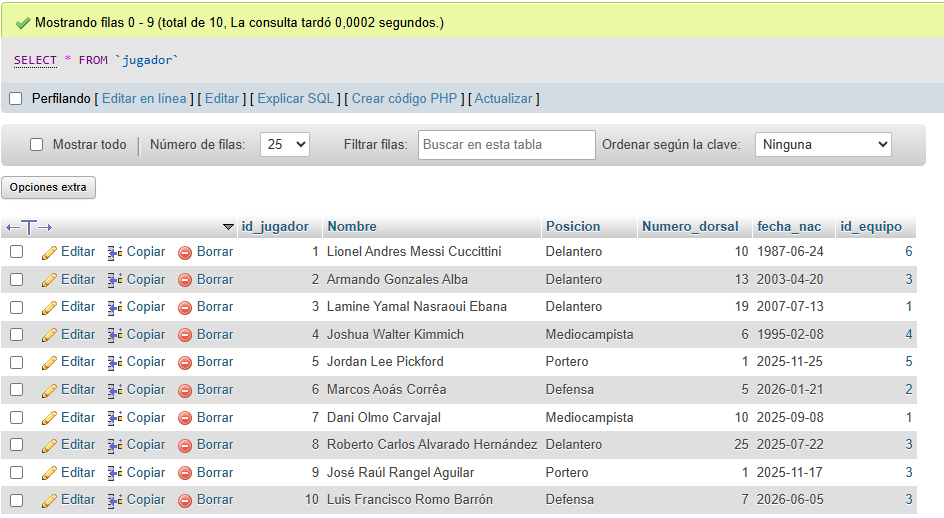 Mostrando filas 0 - 9 (total de 10, La consulta tardó 0,0002 segundos.)
SELECT * FROM `jugador`
Perfilando [ Editar en línea ] [ Editar ] [ Explicar SQL ] [ Crear código PHP ] [ Actualizar ]
Mostrar todo Número de filas: 25 Filtrar filas: Buscar en esta tabla Ordenar según la clave: Ninguna
Opciones extra
id_jugador Nombre Posicion Numero_dorsal fecha_nac id_equipo
Editar Copiar Borrar 1 Lionel Andres Messi Cuccittini Delantero 10 1987-06-24 6
Editar Copiar Borrar 2 Armando Gonzales Alba Delantero 13 2003-04-20 3
Editar Copiar Borrar 3 Lamine Yamal Nasraoui Ebana Delantero 19 2007-07-13 1
Editar Copiar Borrar 4 Joshua Walter Kimmich Mediocampista 6 1995-02-08 4
Editar Copiar Borrar 5 Jordan Lee Pickford Portero 1 2025-11-25 5
Editar Copiar Borrar 6 Marcos Aoás Corrêa Defensa 5 2026-01-21 2
Editar Copiar Borrar 7 Dani Olmo Carvajal Mediocampista 10 2025-09-08 1
Editar Copiar Borrar 8 Roberto Carlos Alvarado Hernández Delantero 25 2025-07-22 3
Editar Copiar Borrar 9 José Raúl Rangel Aguilar Portero 1 2025-11-17 3
Editar Copiar Borrar 10 Luis Francisco Romo Barrón Defensa 7 2026-06-05 3